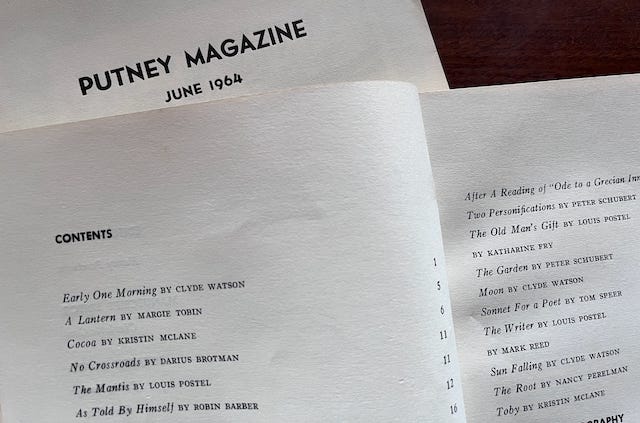 PUTNEY MAGAZINE
JUNE 1964
CONTENTS
Early One Morning BY CLYDE WATSON 1
A Lantern BY MARGIE TOBIN 5
Cocoa BY KRISTIN MCLANE 6
No Crossroads BY DARIUS BROTMAN 11
The Mantis BY LOUIS POSTEL 11
As Told By Himself BY ROBIN BARBER 12
16
After A Reading of "Ode to a Grecian
Two Personifications BY PETER SCHUBERT
The Old Man's Gift BY LOUIS POSTEL
BY KATHARINE FRY
The Garden BY PETER SCHUBERT
Moon BY CLYDE WATSON
Sonnet For a Poet BY TOM SPEER
The Writer BY LOUIS POSTEL
BY MARK REED
Sun Falling BY CLYDE WATSON
The Root BY NANCY PERELMAN
Toby BY KRISTIN MCLANE